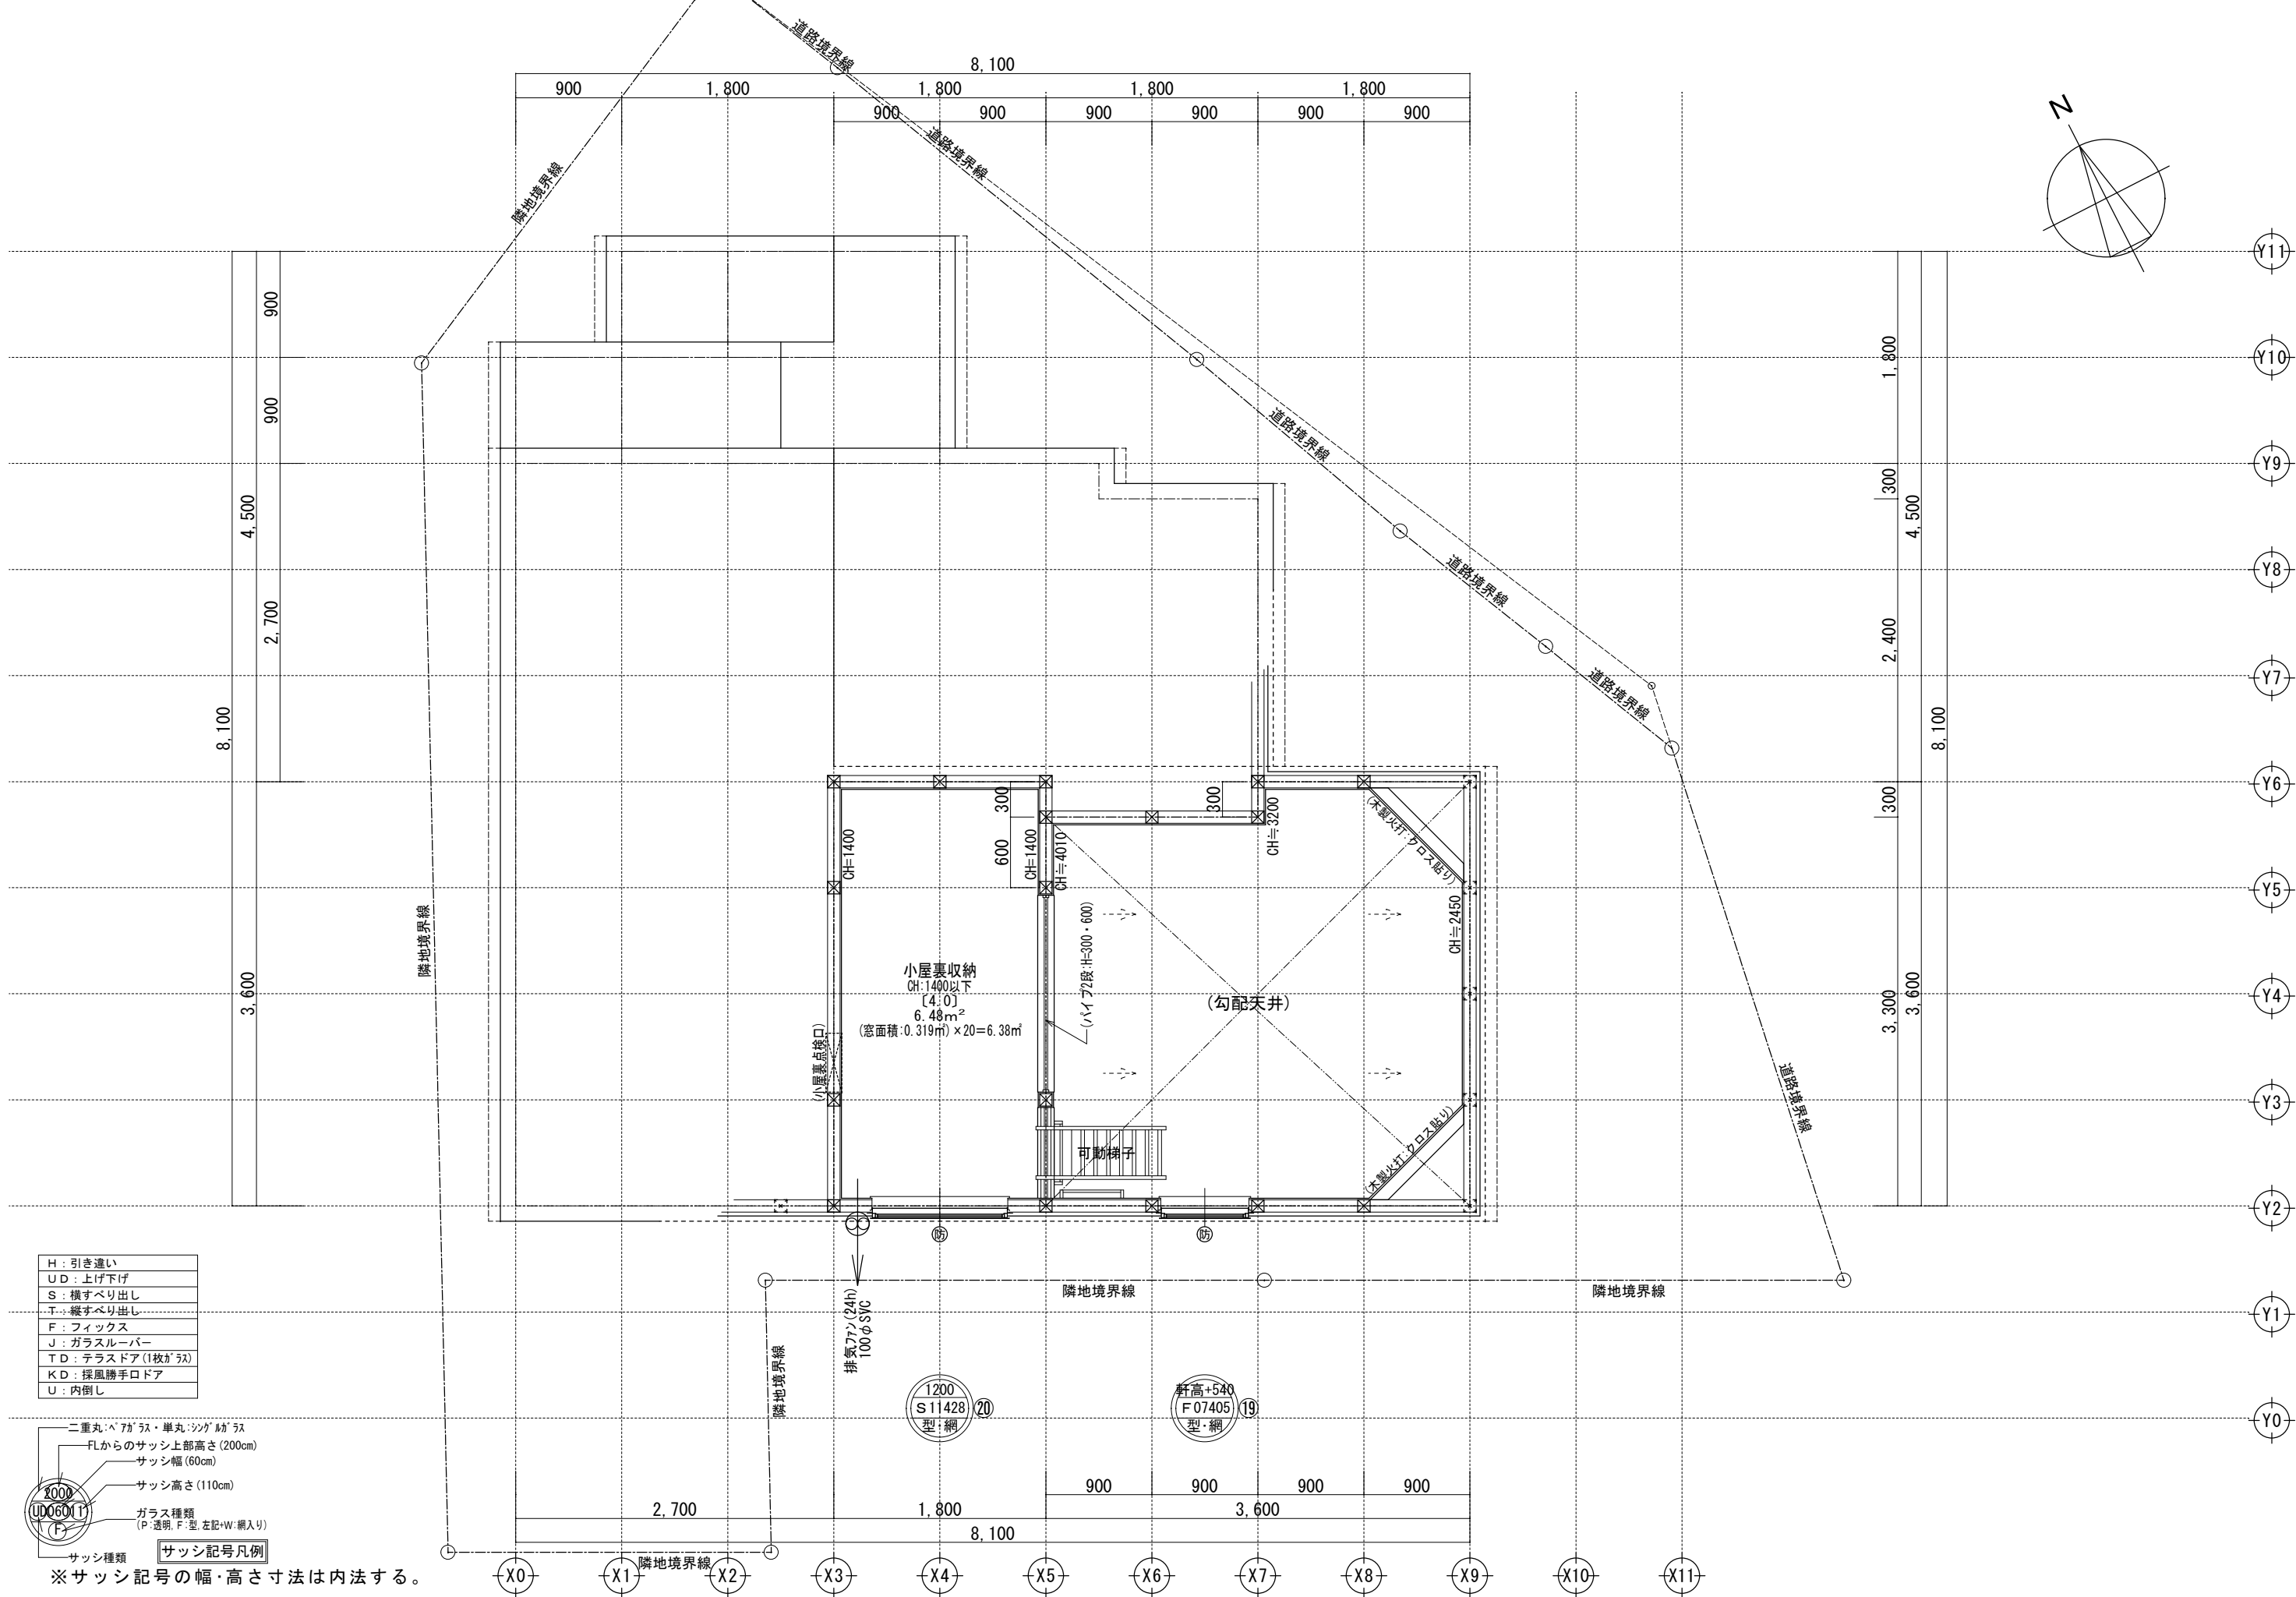 道路境界線
8,100
900
1,800
1,800
1,800
1,800
900
900
900
900
900
900
道路境界線
隣地境界線
N
Y11
Y10
Y9
Y8
Y7
Y6
Y5
Y4
Y3
Y2
Y1
Y0
900
900
2,700
4,500
3,600
8,100
1,800
300
2,400
300
3,300
4,500
3,600
8,100
道路境界線
道路境界線
道路境界線
道路境界線
隣地境界線
300
600
300
CH=1400
CH=1400
CH≒4010
CH≒3200
CH≒2450
(木製火打:クロス貼り)
(木製火打:クロス貼り)
(パイプ2段:H=300・600)
小屋裏収納
CH:1400以下
[4.0]
6.48m²
(窓面積:0.319㎡)×20=6.38㎡
(小屋裏点検口)
(勾配天井)
可動梯子
防
防
隣地境界線
隣地境界線
隣地境界線
排気ファン(24h)
100φSVC
1200
S11428
型・網
20
軒高+540
F07405
型・網
19
H:引き違い
UD:上げ下げ
S:横すべり出し
T:縦すべり出し
F:フィックス
J:ガラスルーバー
TD:テラスドア(1枚ガラス)
KD:採風勝手口ドア
U:内倒し
二重丸:ペアガラス・単丸:シングルガラス
FLからのサッシ上部高さ(200cm)
サッシ幅(60cm)
サッシ高さ(110cm)
ガラス種類
(P:透明,F:型,左記+W:網入り)
サッシ種類
2000
UD06011
F
サッシ記号凡例
※サッシ記号の幅・高さ寸法は内法する。
900
900
900
900
2,700
1,800
3,600
8,100
隣地境界線
X0
X1
X2
X3
X4
X5
X6
X7
X8
X9
X10
X11